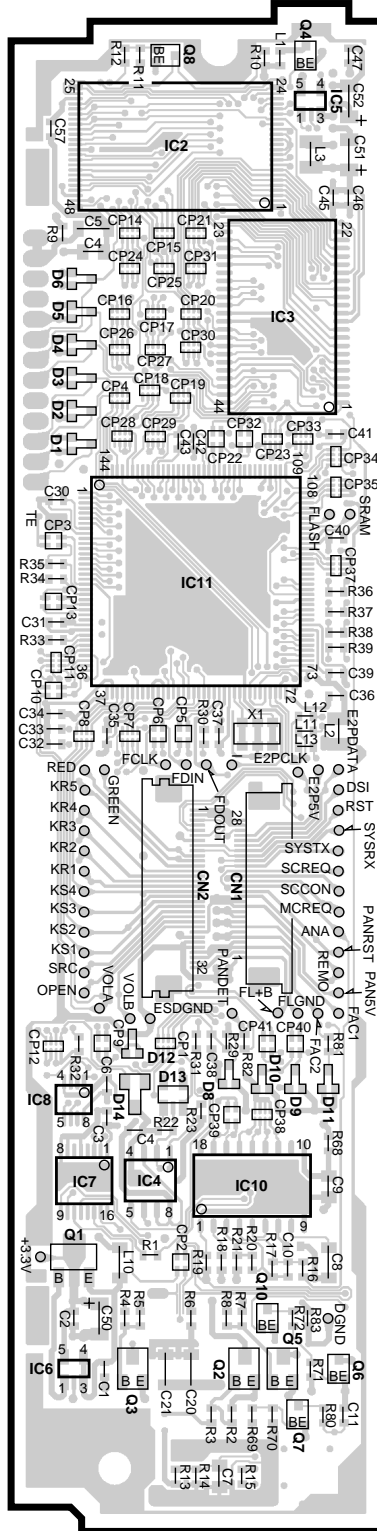 R12
R11
BE
Q8
R10
L1
Q4
BE
C47
25
24
5 4
IC5
1 3
C52
+
C57
IC2
L3
C51
+
48
1
C45
C46
R9
C5
CP14
CP21
23
22
C4
CP15
CP24
CP31
CP25
D6
D5
CP16
CP20
IC3
CP17
D4
CP26
CP30
CP27
D3
CP18
CP4
CP19
D2
44
1
D1
CP28
CP29
C43
C42
CP32
CP33
C41
CP22
CP23
CP34
144
109
1
108
CP35
C30
TE
FLASH
SRAM
CP3
C40
R35
IC11
CP37
R34
R36
CP13
R37
C31
R38
R33
R39
CP11
36
73
C39
CP10
37
72
C36
C34
C33
C32
CP8
C35
CP7
CP6
CP5
R30
C37
X1
L12
L11
L13
L2
E2PDATA
FCLK
E2PCLK
RED
FDIN
KR5
GREEN
FDOUT
E2P5V
DSI
KR4
1
28
RST
KR3
SYSRX
KR2
SYSTX
KR1
CN2
CN1
SCREQ
KS4
SCCON
KS3
MCREQ
KS2
ANA
KS1
32
1
PANRST
SRC
PANDET
REMO
OPEN
VOLA
FL+B
PAN5V
VOLB
ESDGND
FLGND
FAC1
CP9
FAC2
CP12
R32
C6
D12
CP1
R31
C38
R29
R82
CP41
CP40
R81
4 1
IC8
5 8
D14
D13
D8
D10
D9
D11
C3
C4
R22
R23
CP39
CP38
8 1
4 1
18
10
R68
IC7
IC4
IC10
C9
9 16
5 8
1
9
Q1
+3.3V
B E
L10
R1
CP2
R19
R18
R21
R20
R17
C10
R16
C8
C2
+
C50
R4
R5
R6
R8
R7
Q10
BE
R72
R83
DGND
5 4
IC6
1 3
C1
B E
Q3
C21
C20
Q2
B E
Q5
B E
R71
BE
Q6
R3
R2
R69
R70
BE
Q7
R80
C11
R13
R14
C7
R15